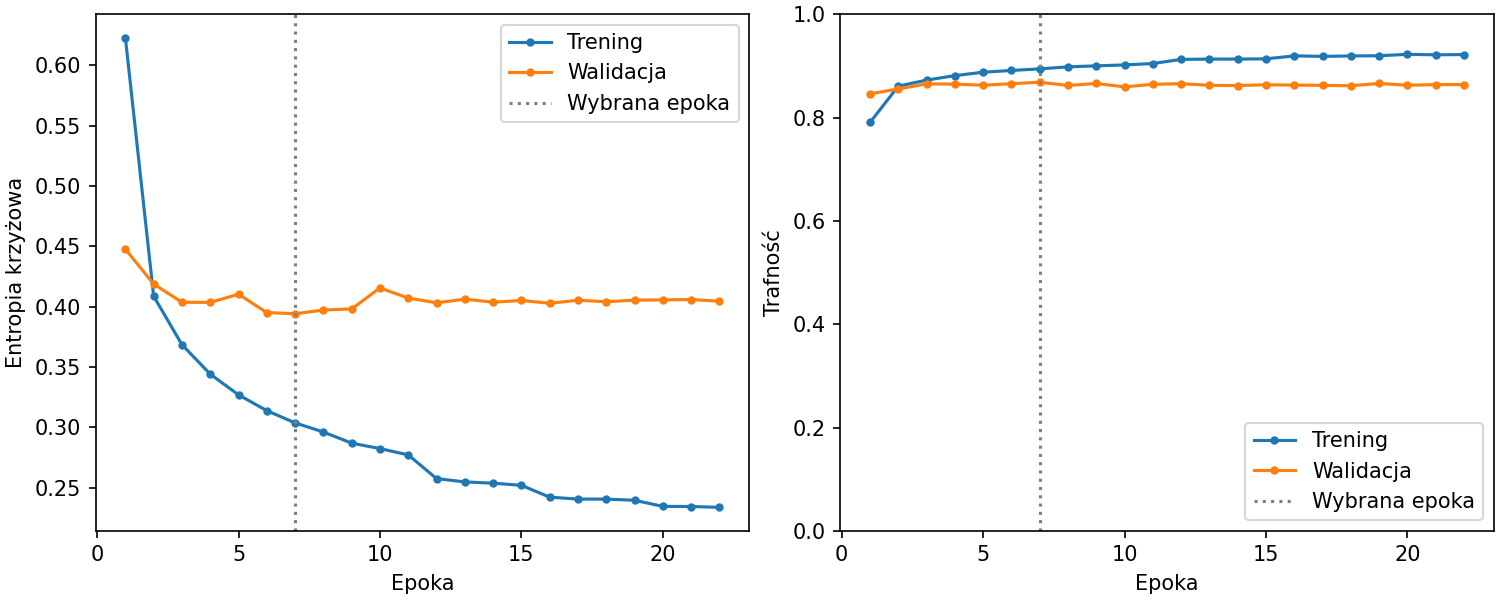 Entropia krzyżowa
0.60
0.55
0.50
0.45
0.40
0.35
0.30
0.25
0
5
10
15
20
Epoka
Trening
Walidacja
Wybrana epoka
Trafność
1.0
0.8
0.6
0.4
0.2
0.0
0
5
10
15
20
Epoka
Trening
Walidacja
Wybrana epoka